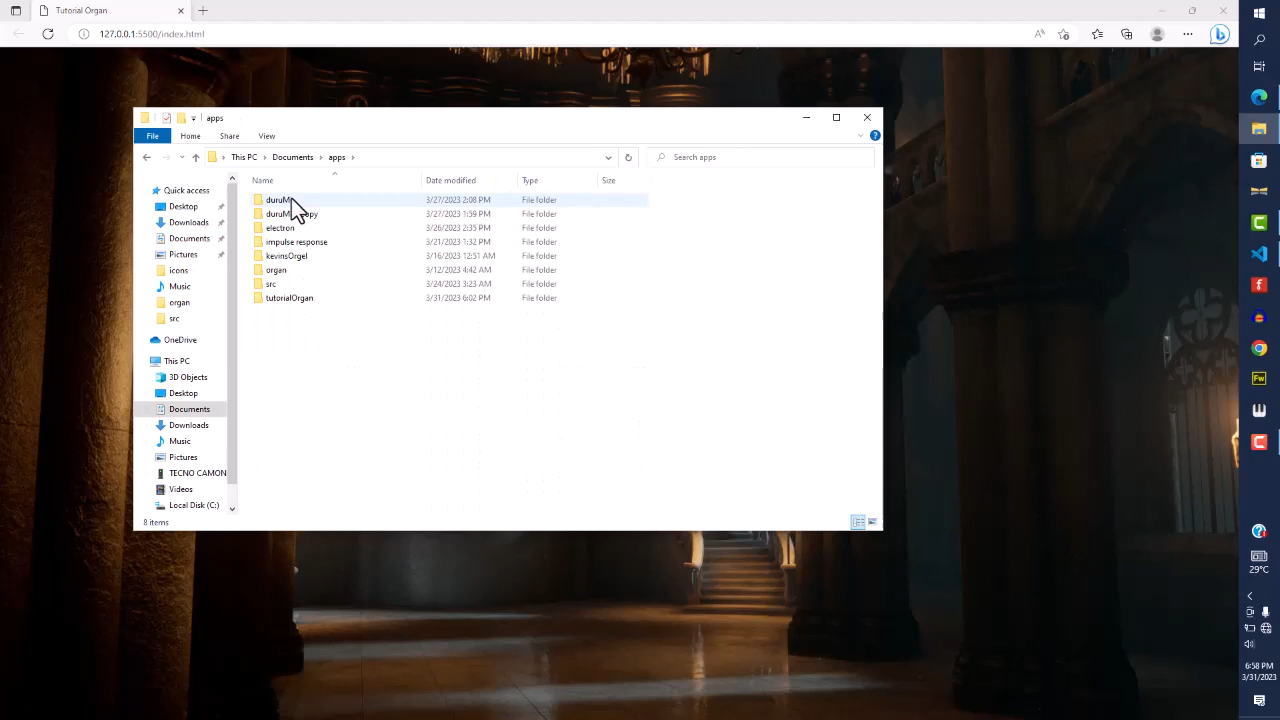 Tutorial Organ
127.0.0.1:5500/index.html
apps
File Home Share View
This PC Documents apps
Search apps
Name Date modified Type Size
3/27/2023 2:08 PM File folder
3/27/2023 1:59 PM File folder
electron 3/26/2023 2:35 PM File folder
impulse response 3/21/2023 1:32 PM File folder
kevinsOrgel 3/16/2023 12:51 AM File folder
organ 3/12/2023 4:42 AM File folder
src 3/24/2023 3:23 AM File folder
tutorialOrgan 3/31/2023 6:02 PM File folder
Quick access
Desktop
Downloads
Documents
Pictures
icons
Music
organ
src
OneDrive
This PC
3D Objects
Desktop
Documents
Downloads
Music
Pictures
TECNO CAMON
Videos
Local Disk (C:)
8 items
Fw
29°C
6:58 PM
3/31/2023